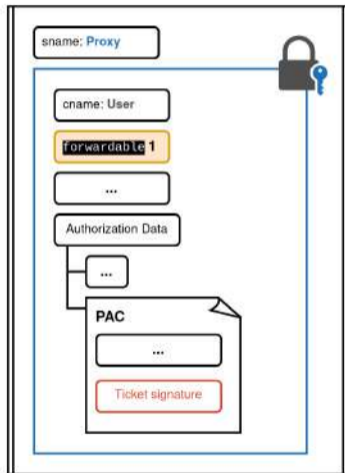 sname: Proxy
cname: User
forwardable 1
...
Authorization Data
...
PAC
...
Ticket signature